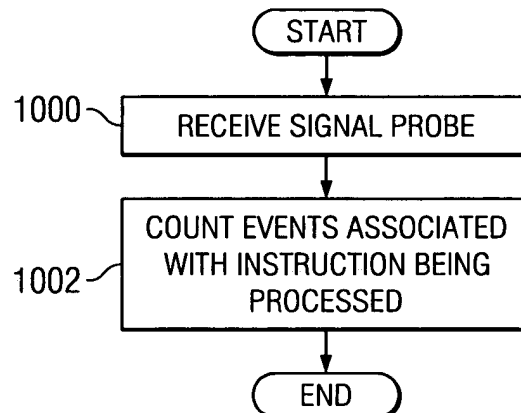 START
1000
RECEIVE SIGNAL PROBE
COUNT EVENTS ASSOCIATED
WITH INSTRUCTION BEING
PROCESSED
1002
END